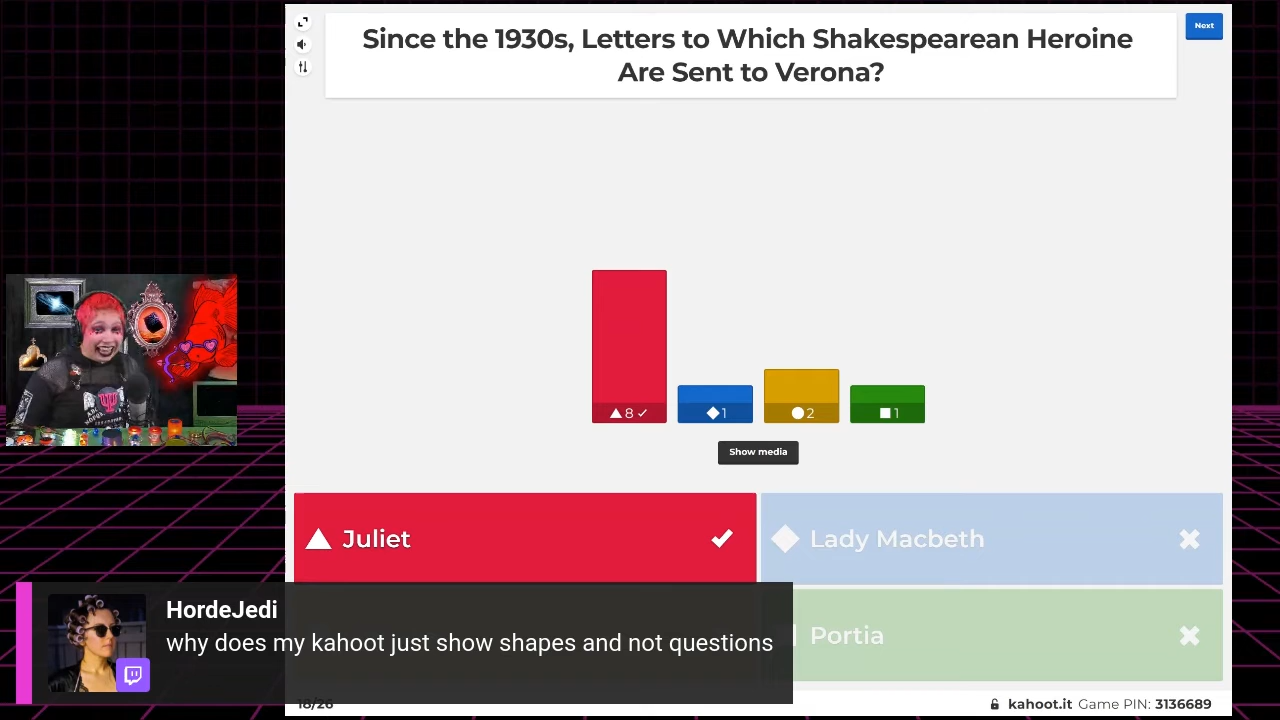 Since the 1930s, Letters to Which Shakespearean Heroine
Are Sent to Verona?
Next
8
1
2
1
Show media
Juliet
Lady Macbeth
Portia
HordeJedi
why does my kahoot just show shapes and not questions
18/26
kahoot.it Game PIN: 3136689